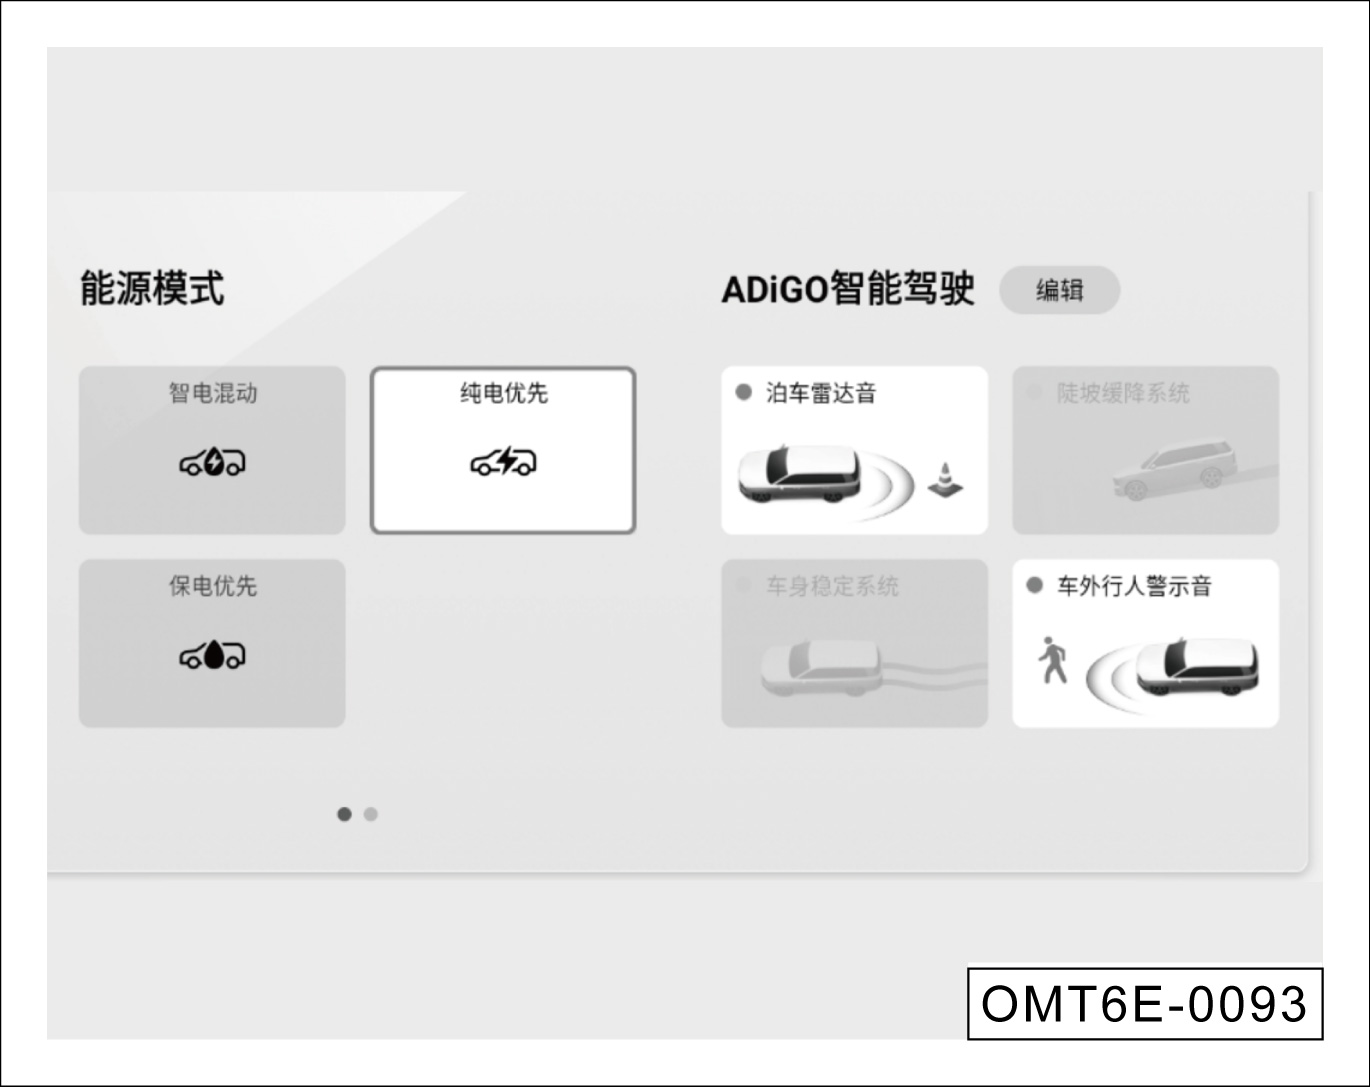 能源模式
智电混动
纯电优先
保电优先
ADiGO智能驾驶
编辑
泊车雷达音
陡坡缓降系统
车身稳定系统
车外行人警示音
OMT6E-0093